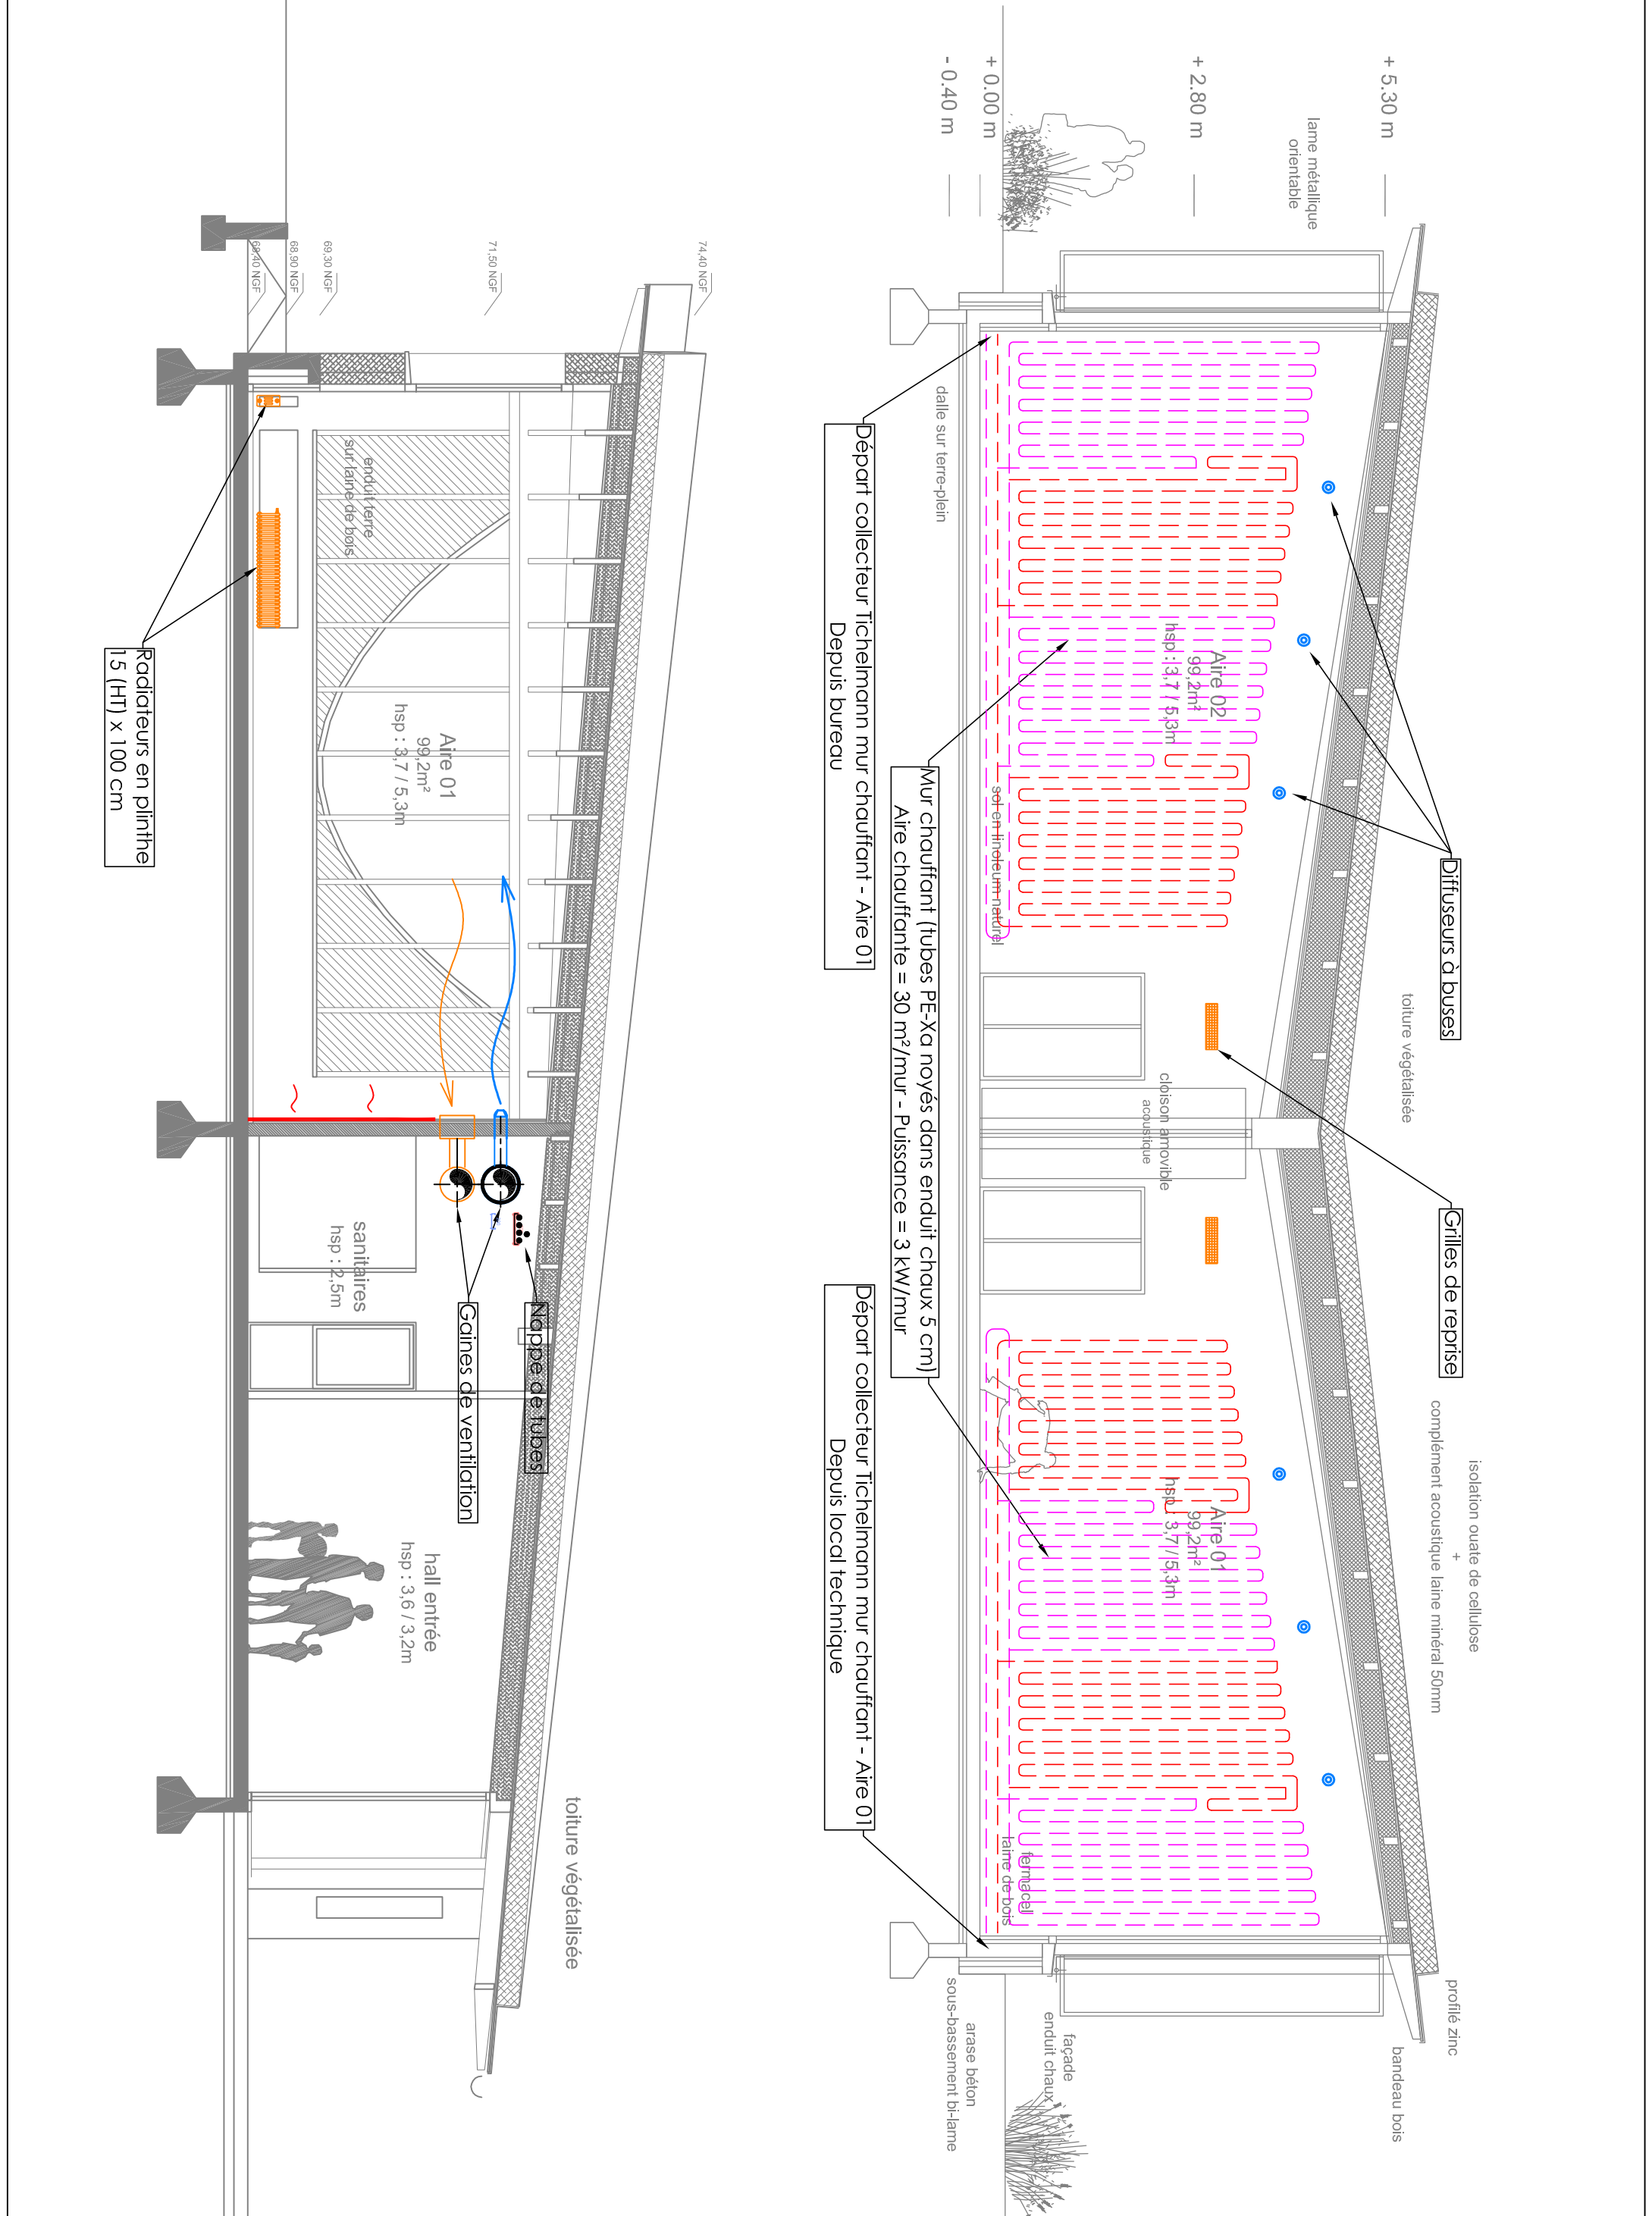 + 5.30 m
+ 2.80 m
+ 0.00 m
- 0.40 m
lame métallique
orientable
Diffuseurs à buses
toiture végétalisée
Grilles de reprise
isolation ouate de cellulose
+
complément acoustique laine minéral 50mm
profilé zinc
bandeau bois
Aire 02
99,2m²
hsp : 3,7 / 5,3m
cloison amovible
acoustique
Aire 01
99,2m²
hsp : 3,7 / 5,3m
sol en linoleum naturel
fermacell
laine de bois
façade
enduit chaux
arase béton
sous-bassement bi-lame
dalle sur terre-plein
Mur chauffant (tubes PE-Xa noyés dans enduit chaux 5 cm)
Aire chauffante = 30 m²/mur - Puissance = 3 kW/mur
Départ collecteur Tichelmann mur chauffant - Aire 01
Depuis bureau
Départ collecteur Tichelmann mur chauffant - Aire 01
Depuis local technique
74,40 NGF
71,50 NGF
69,30 NGF
68,90 NGF
68,40 NGF
toiture végétalisée
Nappe de tubes
Gaines de ventilation
Aire 01
99,2m²
hsp : 3,7 / 5,3m
enduit terre
sur laine de bois
hall entrée
hsp : 3,6 / 3,2m
sanitaires
hsp : 2,5m
Radiateurs en plinthe
15 (HT) x 100 cm